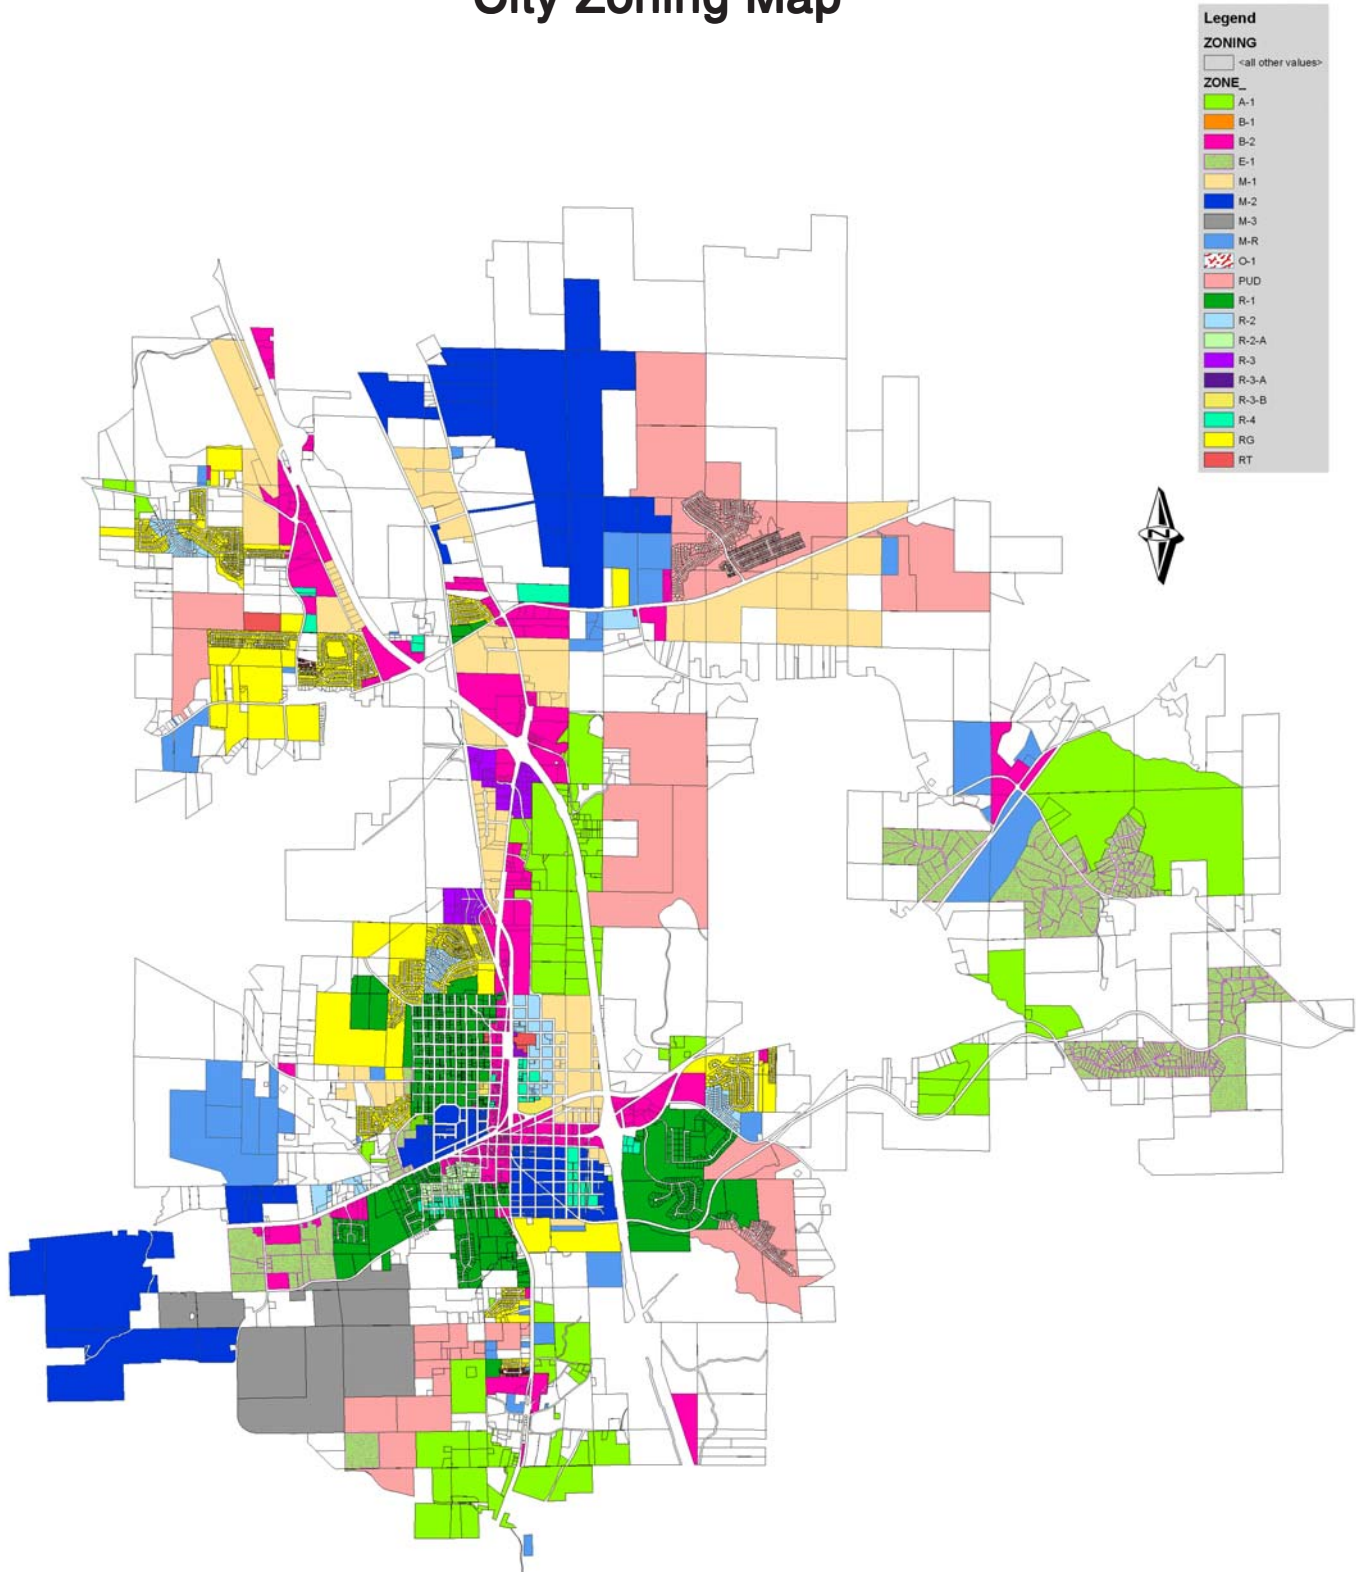 City Zoning Map
Legend
ZONING
<all other values>
ZONE_
A-1
B-1
B-2
E-1
M-1
M-2
M-3
M-R
O-1
PUD
R-1
R-2
R-2-A
R-3
R-3-A
R-3-B
R-4
RG
RT
N